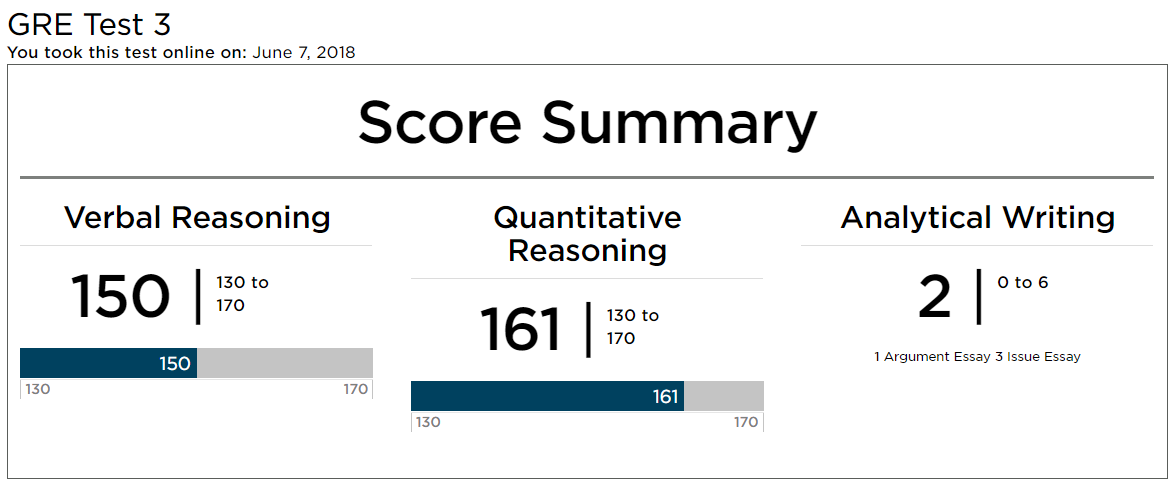 GRE Test 3
You took this test online on: June 7, 2018
Score Summary
Verbal Reasoning
150
130 to
170
150
130
170
Quantitative
Reasoning
161
130 to
170
161
130
170
Analytical Writing
2
0 to 6
1 Argument Essay 3 Issue Essay